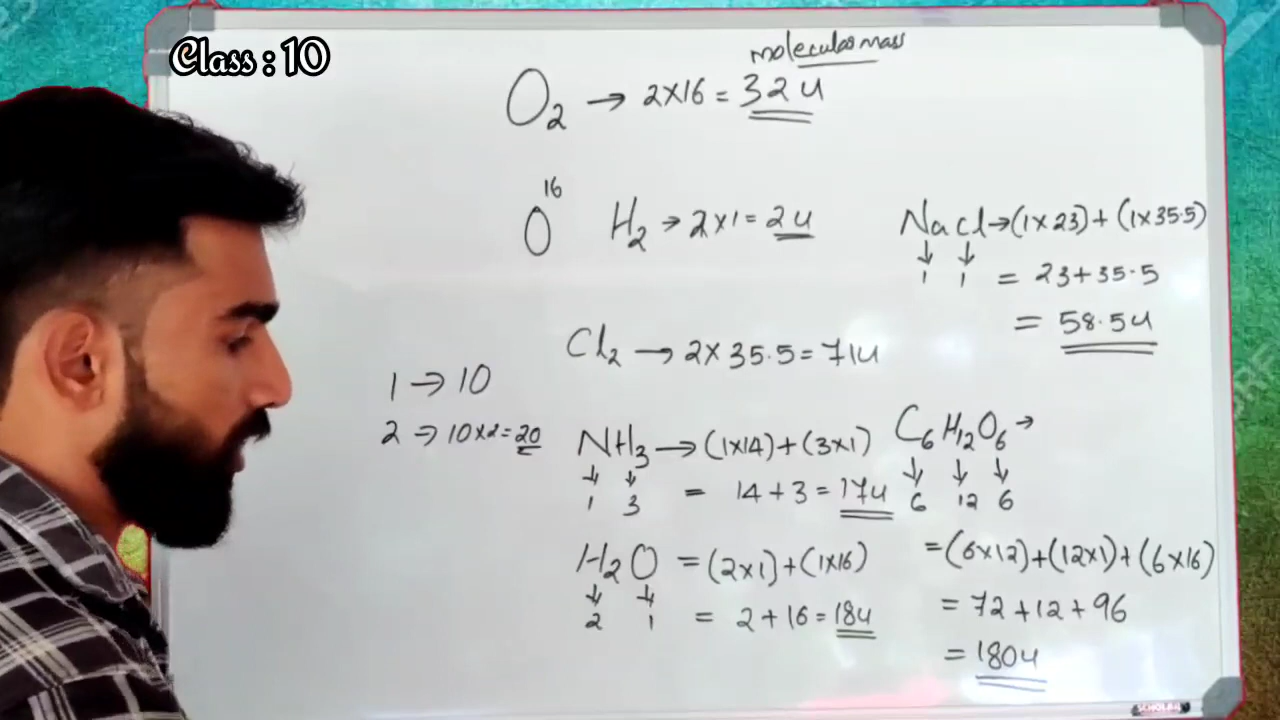 Class : 10
molecular mass
O₂ → 2×16 = 32u
16
O
H₂ → 2×1 = 2u
NaCl → (1×23) + (1×35.5)
1 1
= 23+35.5
= 58.5u
Cl₂ → 2×35.5 = 71u
1 → 10
2 → 10×2=20
NH₃ → (1×14) + (3×1)
1 3
= 14 + 3 = 17u
H₂O = (2×1) + (1×16)
2 1
= 2 + 16 = 18u
C₆H₁₂O₆ →
6 12 6
= (6×12) + (12×1) + (6×16)
= 72 + 12 + 96
= 180u